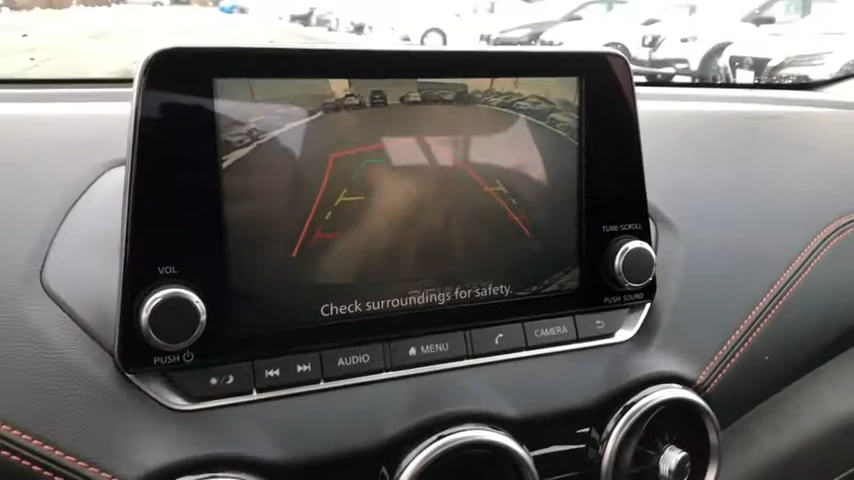 TUNE·SCROLL
VOL
Check surroundings for safety.
PUSH SOUND
PUSH
AUDIO
MENU
CAMERA